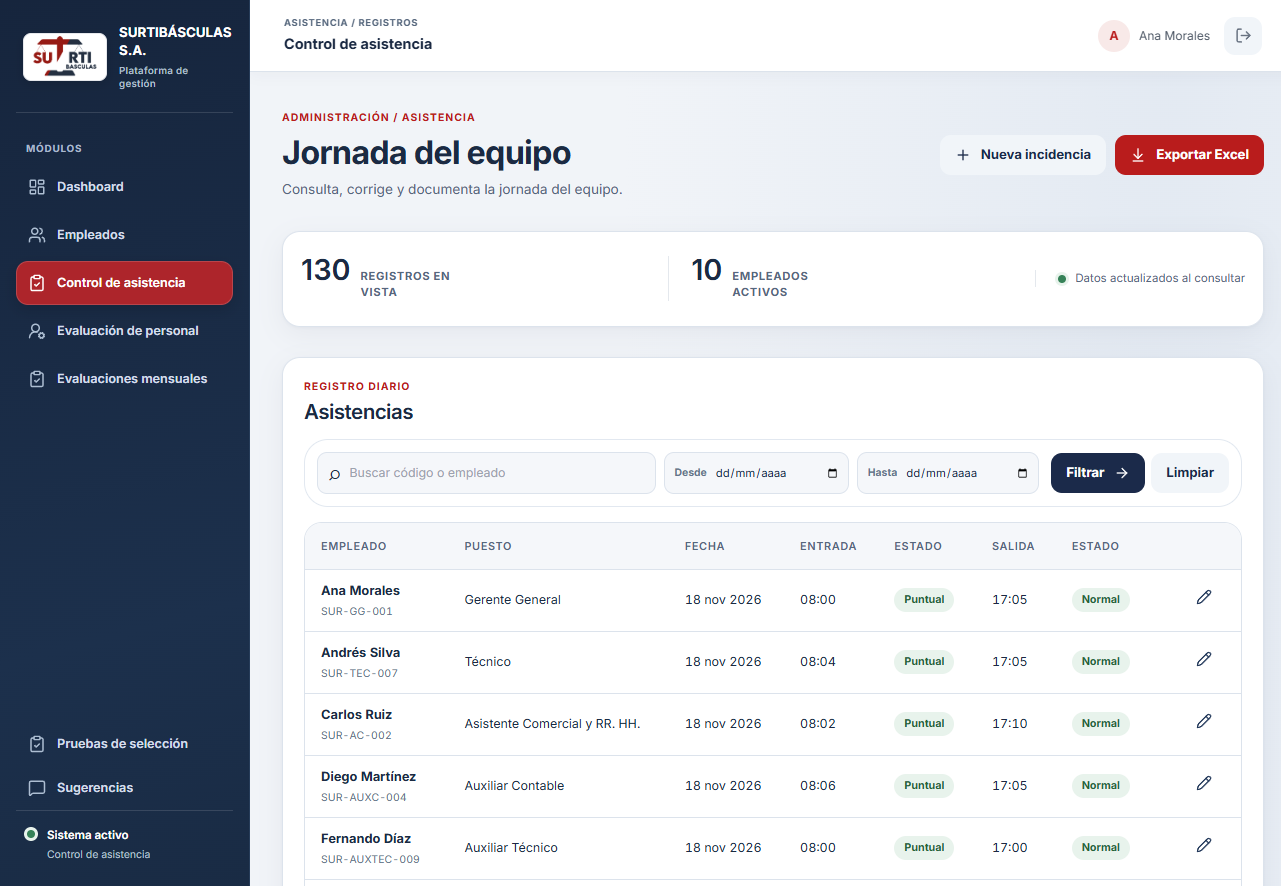 SURTI
BASCULAS
SURTIBÁSCULAS
S.A.
Plataforma de
gestión
MÓDULOS
Dashboard
Empleados
Control de asistencia
Evaluación de personal
Evaluaciones mensuales
Pruebas de selección
Sugerencias
Sistema activo
Control de asistencia
ASISTENCIA / REGISTROS
Control de asistencia
A Ana Morales
ADMINISTRACIÓN / ASISTENCIA
Jornada del equipo
Consulta, corrige y documenta la jornada del equipo.
Nueva incidencia
Exportar Excel
130 REGISTROS EN
VISTA
10 EMPLEADOS
ACTIVOS
Datos actualizados al consultar
REGISTRO DIARIO
Asistencias
Buscar código o empleado Desde dd/mm/aaaa Hasta dd/mm/aaaa Filtrar → Limpiar
EMPLEADO PUESTO FECHA ENTRADA ESTADO SALIDA ESTADO
Ana Morales
SUR-GG-001
Gerente General 18 nov 2026 08:00 Puntual 17:05 Normal
Andrés Silva
SUR-TEC-007
Técnico 18 nov 2026 08:04 Puntual 17:05 Normal
Carlos Ruiz
SUR-AC-002
Asistente Comercial y RR. HH. 18 nov 2026 08:02 Puntual 17:10 Normal
Diego Martínez
SUR-AUXC-004
Auxiliar Contable 18 nov 2026 08:06 Puntual 17:05 Normal
Fernando Díaz
SUR-AUXTEC-009
Auxiliar Técnico 18 nov 2026 08:00 Puntual 17:00 Normal